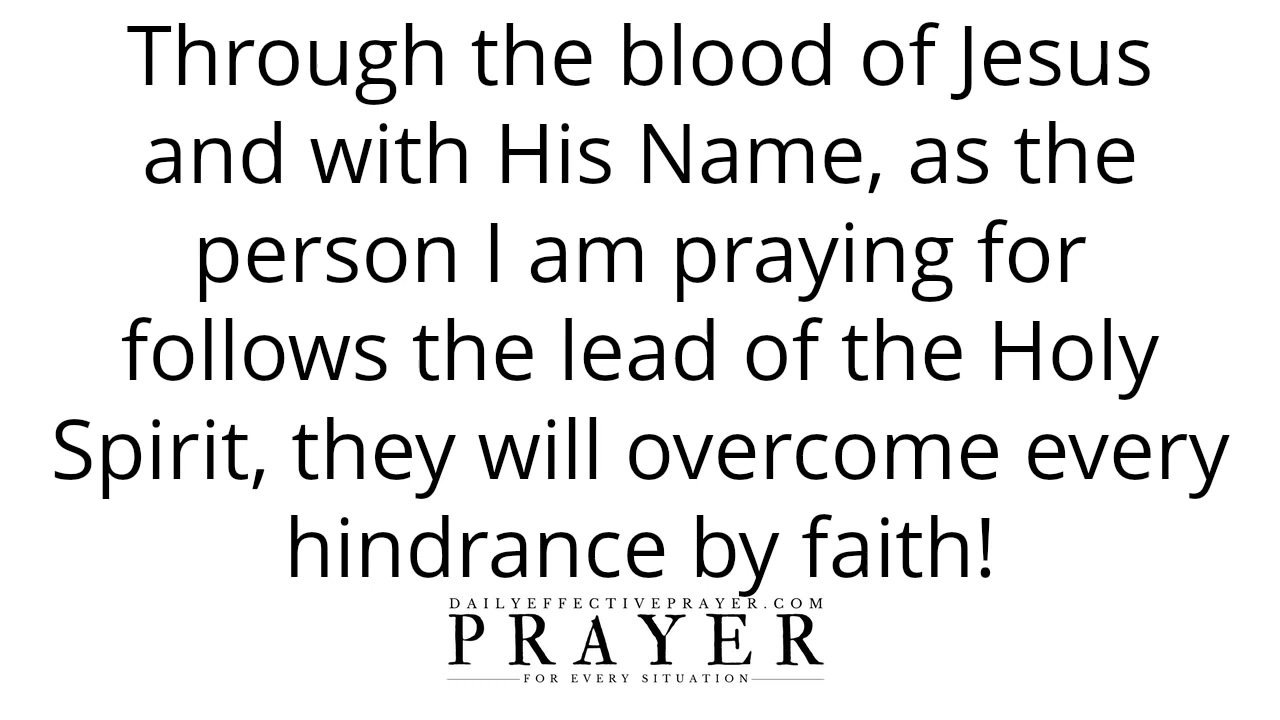 Through the blood of Jesus
and with His Name, as the
person I am praying for
follows the lead of the Holy
Spirit, they will overcome every
hindrance by faith!
DAILYEFFECTIVEPRAYER.COM
PRAYER
FOR EVERY SITUATION